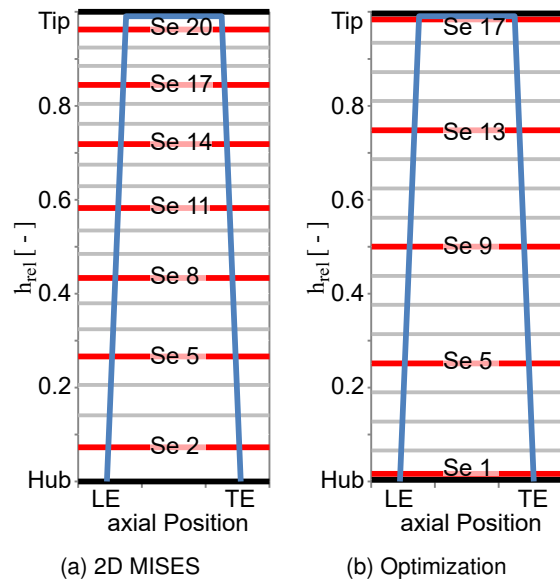 Tip
Se 20
Se 17
0.8
Se 14
0.6
Se 11
h_rel [ - ]
Se 8
0.4
Se 5
0.2
Se 2
Hub
LE
TE
axial Position
(a) 2D MISES
Tip
Se 17
0.8
Se 13
0.6
Se 9
h_rel [ - ]
0.4
Se 5
0.2
Se 1
Hub
LE
TE
axial Position
(b) Optimization